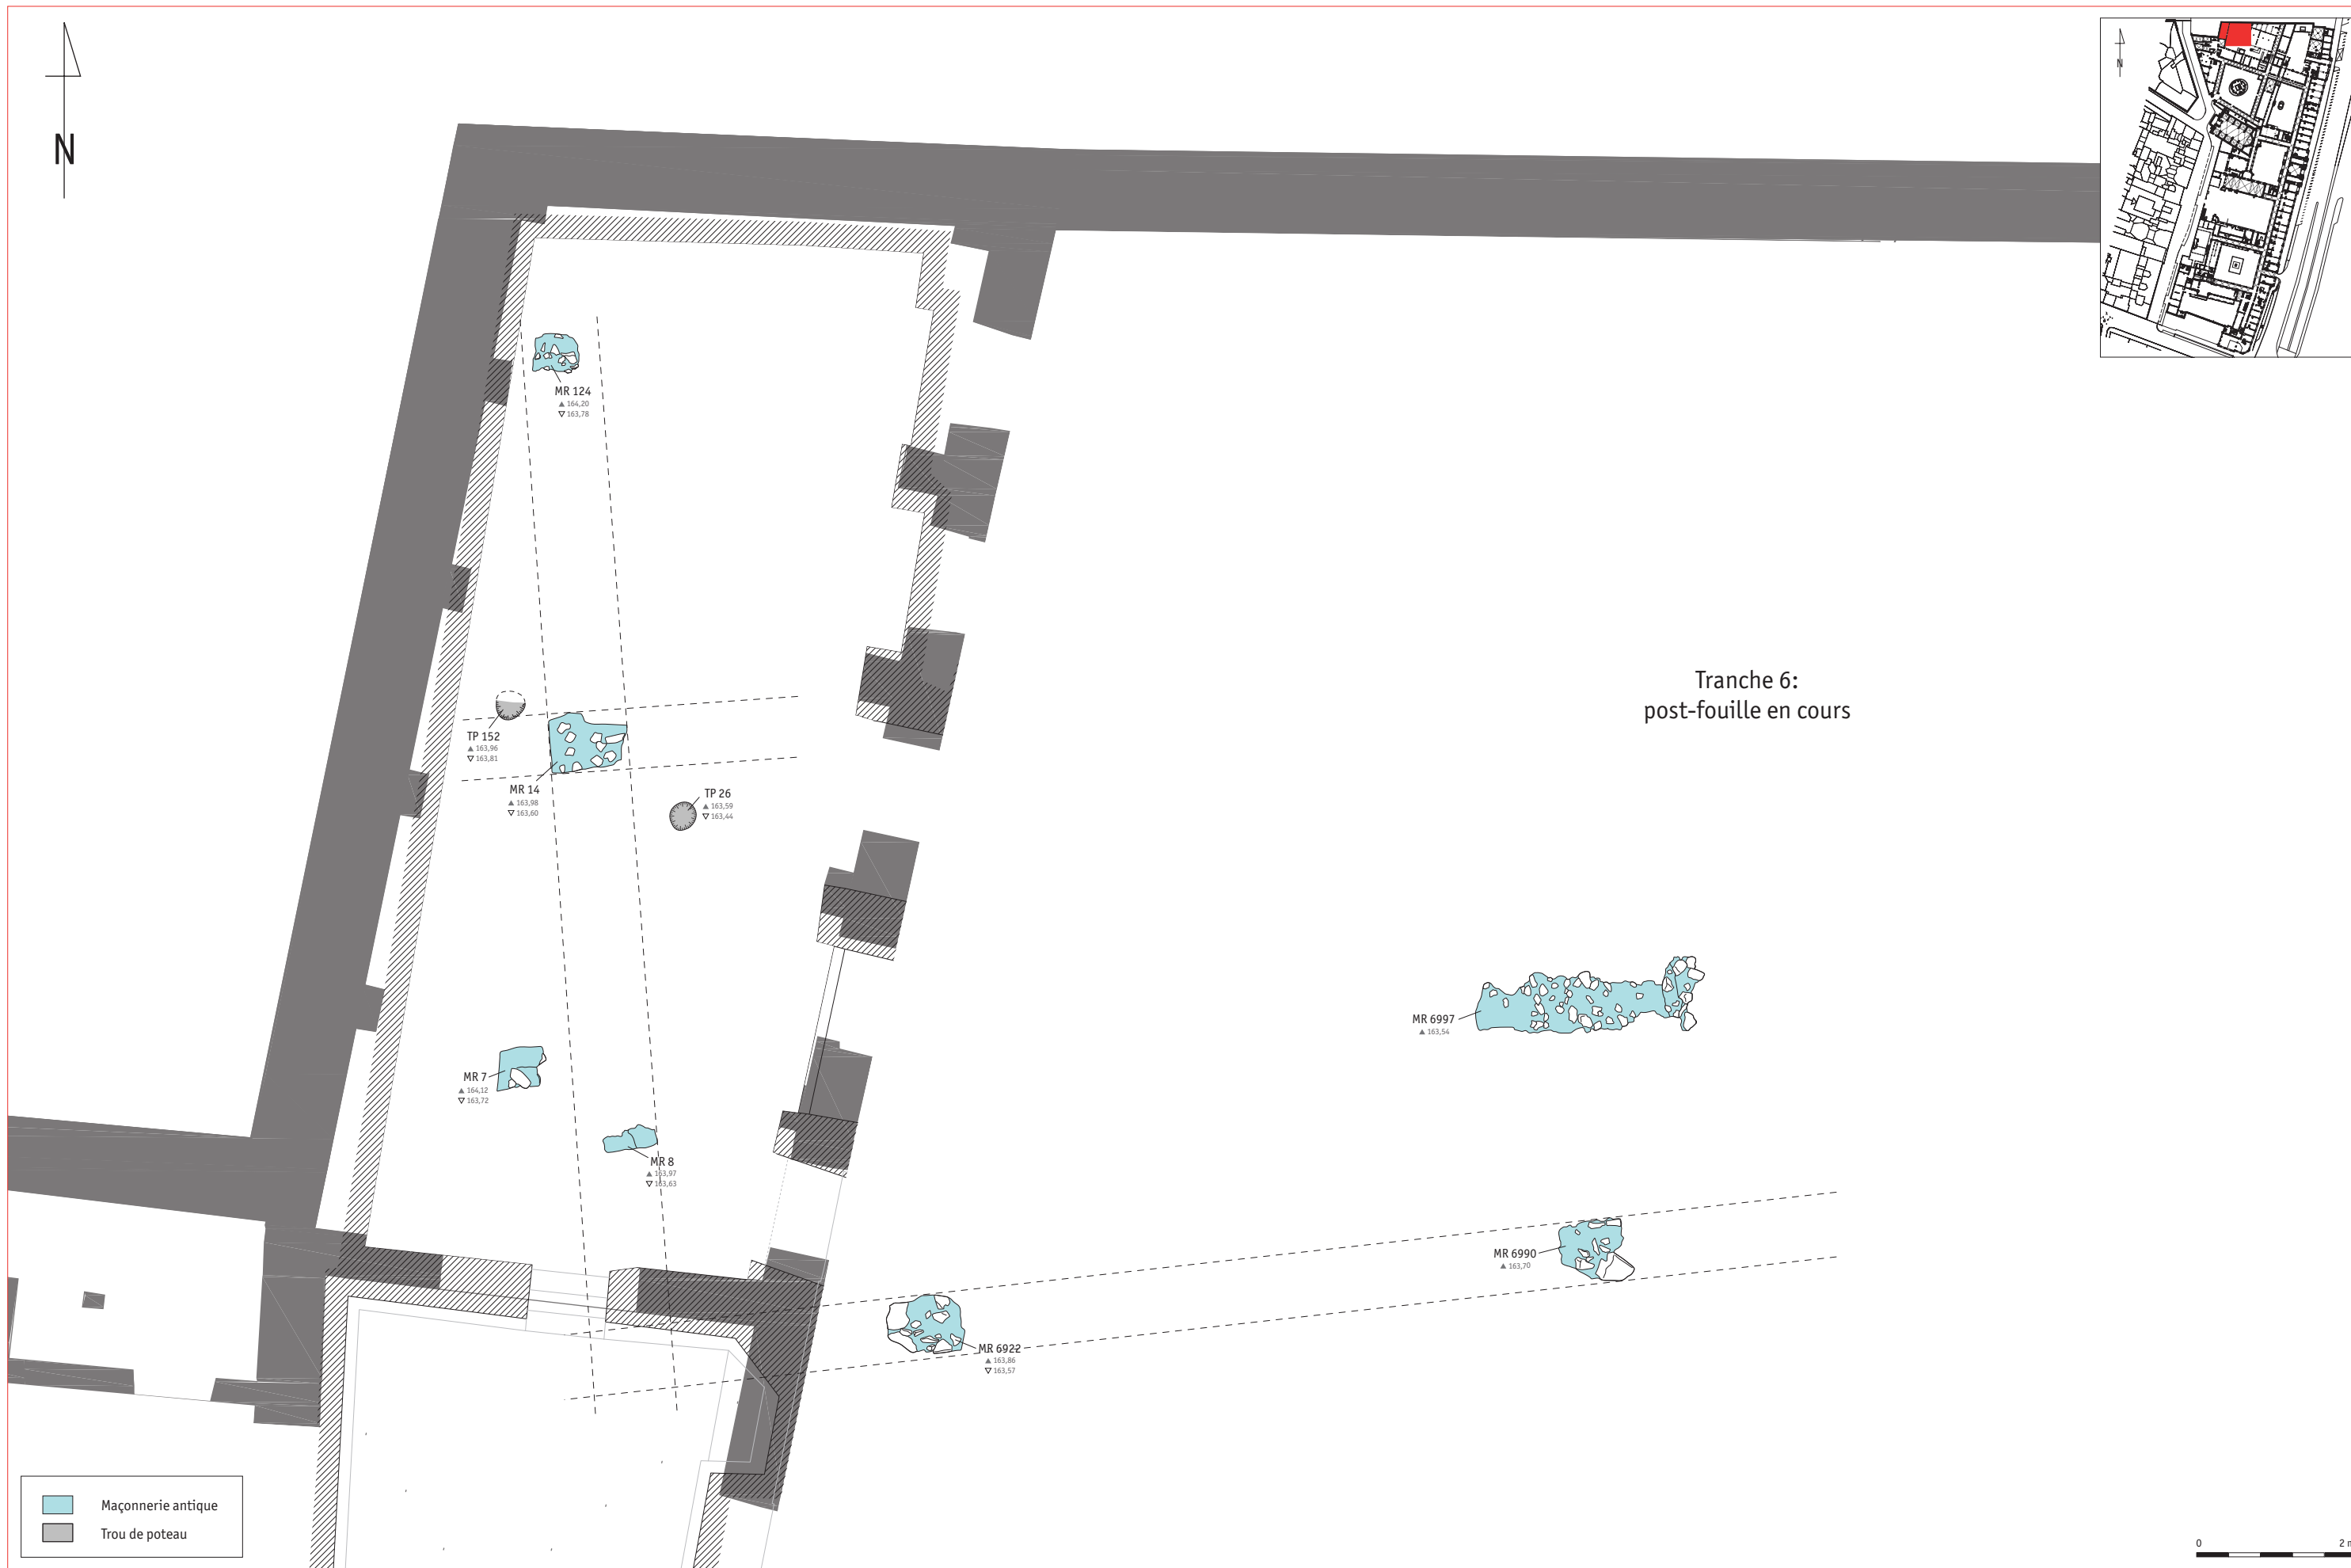 N
N
MR 124
▲ 164,20
▽ 163,78
Tranche 6:
post-fouille en cours
TP 152
▲ 163,96
▽ 163,81
MR 14
▲ 163,98
▽ 163,60
TP 26
▲ 163,59
▽ 163,44
MR 6997
▲ 163,54
MR 7
▲ 164,12
▽ 163,72
MR 8
▲ 163,97
▽ 163,63
MR 6990
▲ 163,70
MR 6922
▲ 163,86
▽ 163,57
Maçonnerie antique
Trou de poteau
0 2